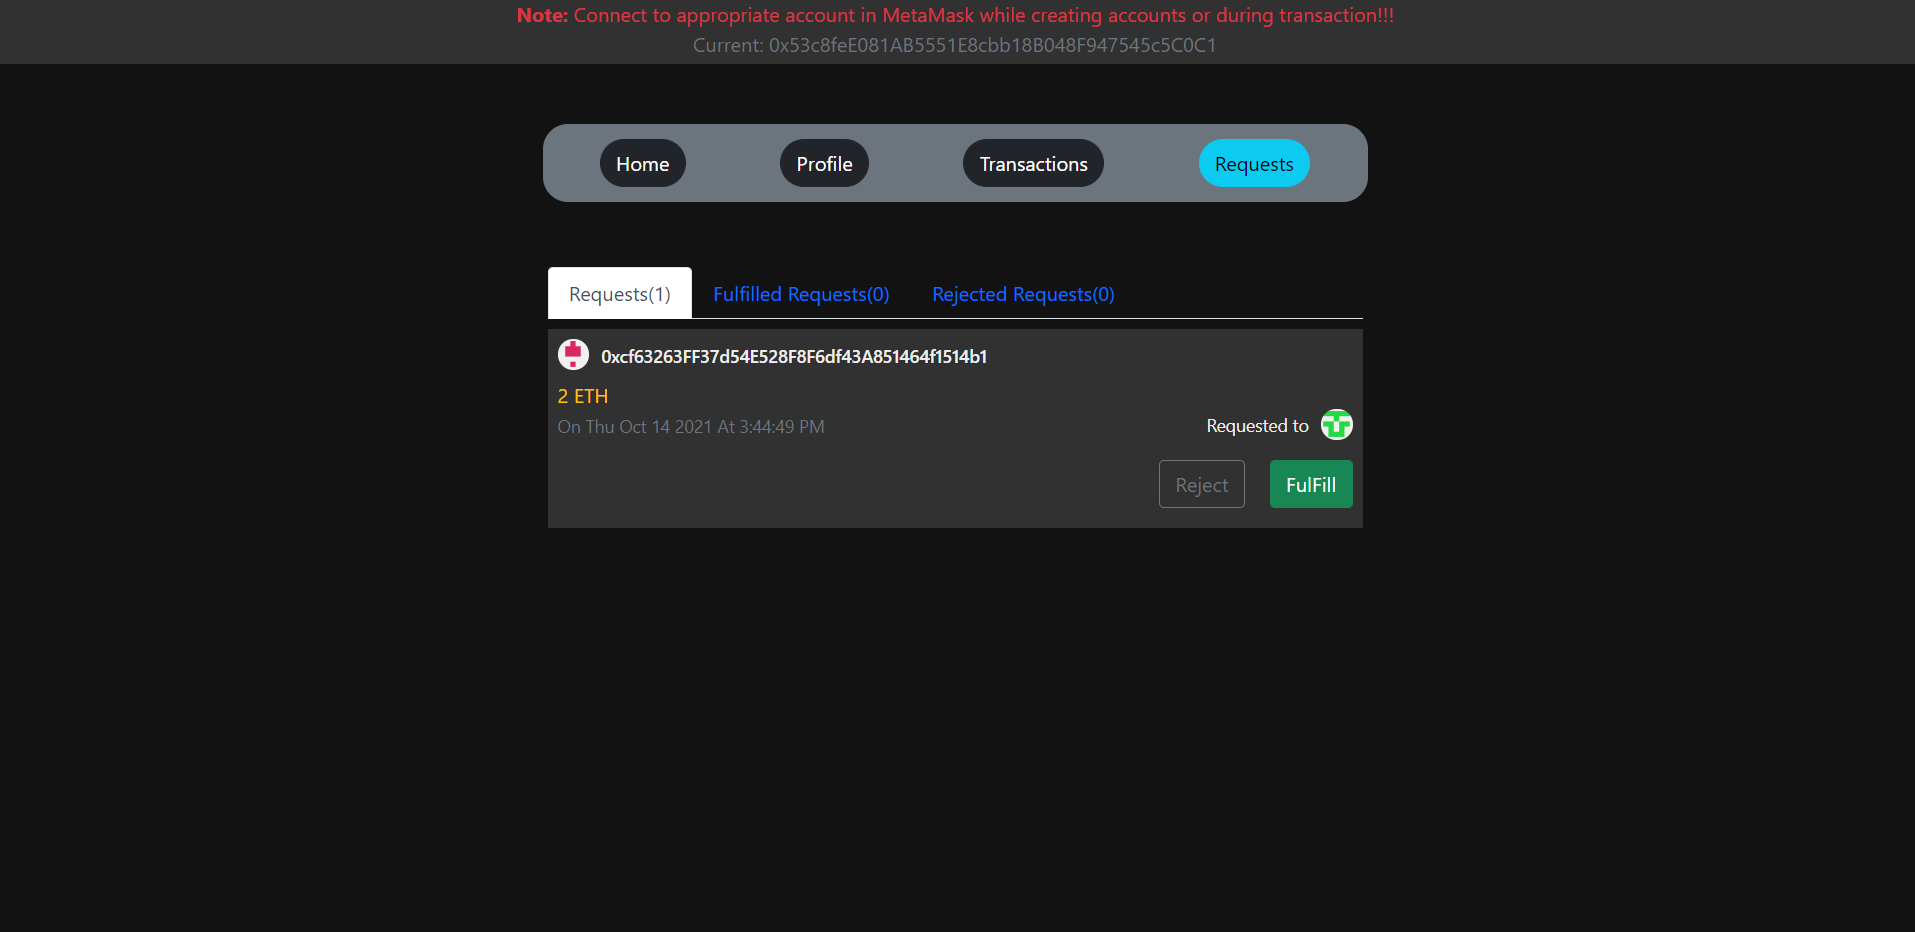 Note: Connect to appropriate account in MetaMask while creating accounts or during transaction!!!
Current: 0x53c8feE081AB5551E8cbb18B048F947545c5C0C1
Home Profile Transactions Requests
Requests(1) Fulfilled Requests(0) Rejected Requests(0)
0xcf63263FF37d54E528F8F6df43A851464f1514b1
2 ETH
On Thu Oct 14 2021 At 3:44:49 PM
Requested to
Reject FulFill